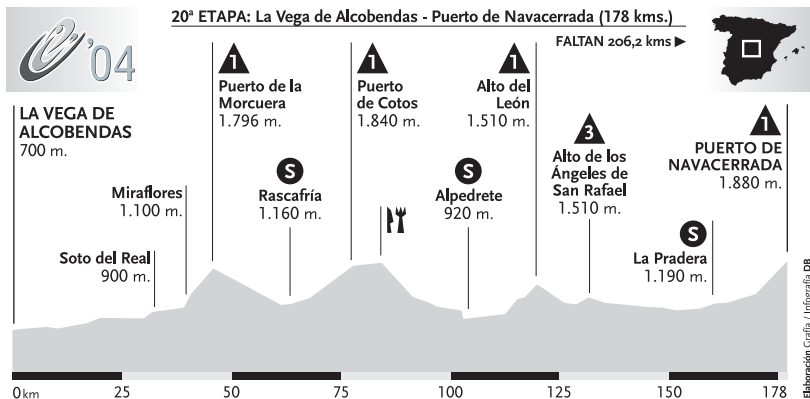 20ª ETAPA: La Vega de Alcobendas - Puerto de Navacerrada (178 kms.)
FALTAN 206,2 kms
'04
LA VEGA DE
ALCOBENDAS
700 m.
Soto del Real
900 m.
Miraflores
1.100 m.
1
Puerto de la
Morcuera
1.796 m.
S
Rascafría
1.160 m.
1
Puerto
de Cotos
1.840 m.
S
Alpedrete
920 m.
1
Alto del
León
1.510 m.
3
Alto de los
Ángeles de
San Rafael
1.510 m.
S
La Pradera
1.190 m.
1
PUERTO DE
NAVACERRADA
1.880 m.
0 km 25 50 75 100 125 150 178
Elaboración Grafia / Infografía DB